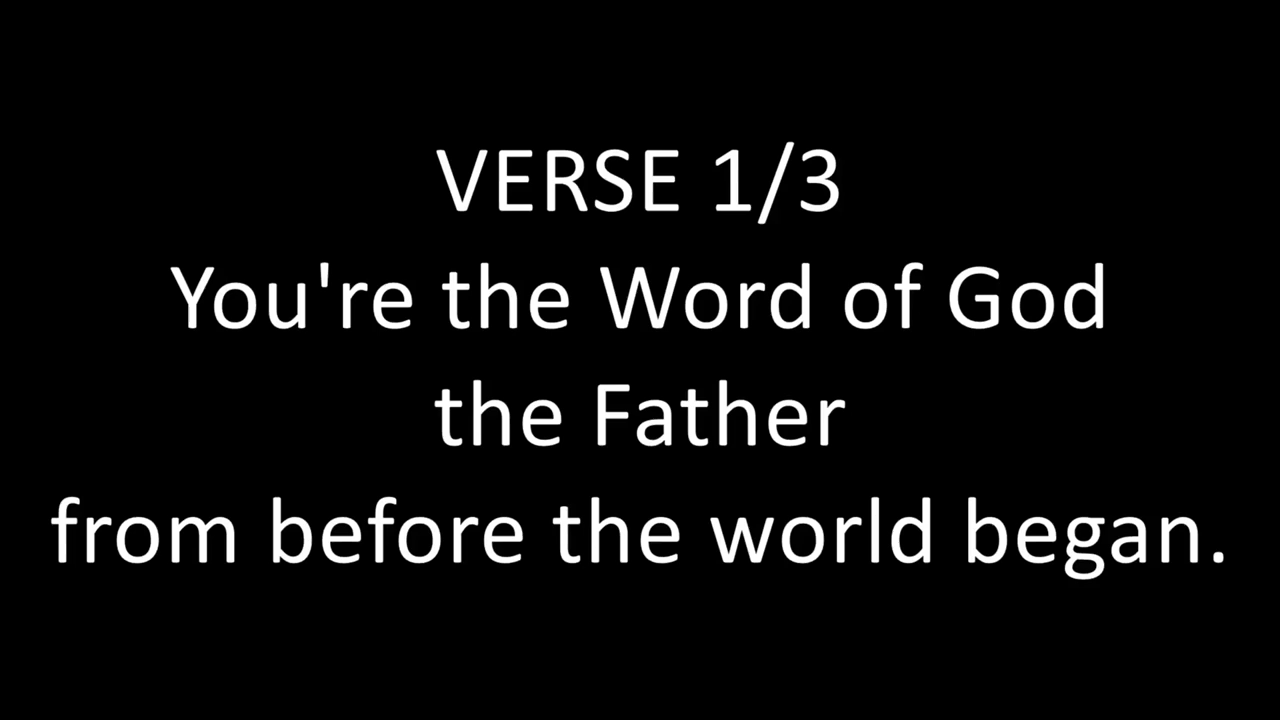 VERSE 1/3
You're the Word of God
the Father
from before the world began.